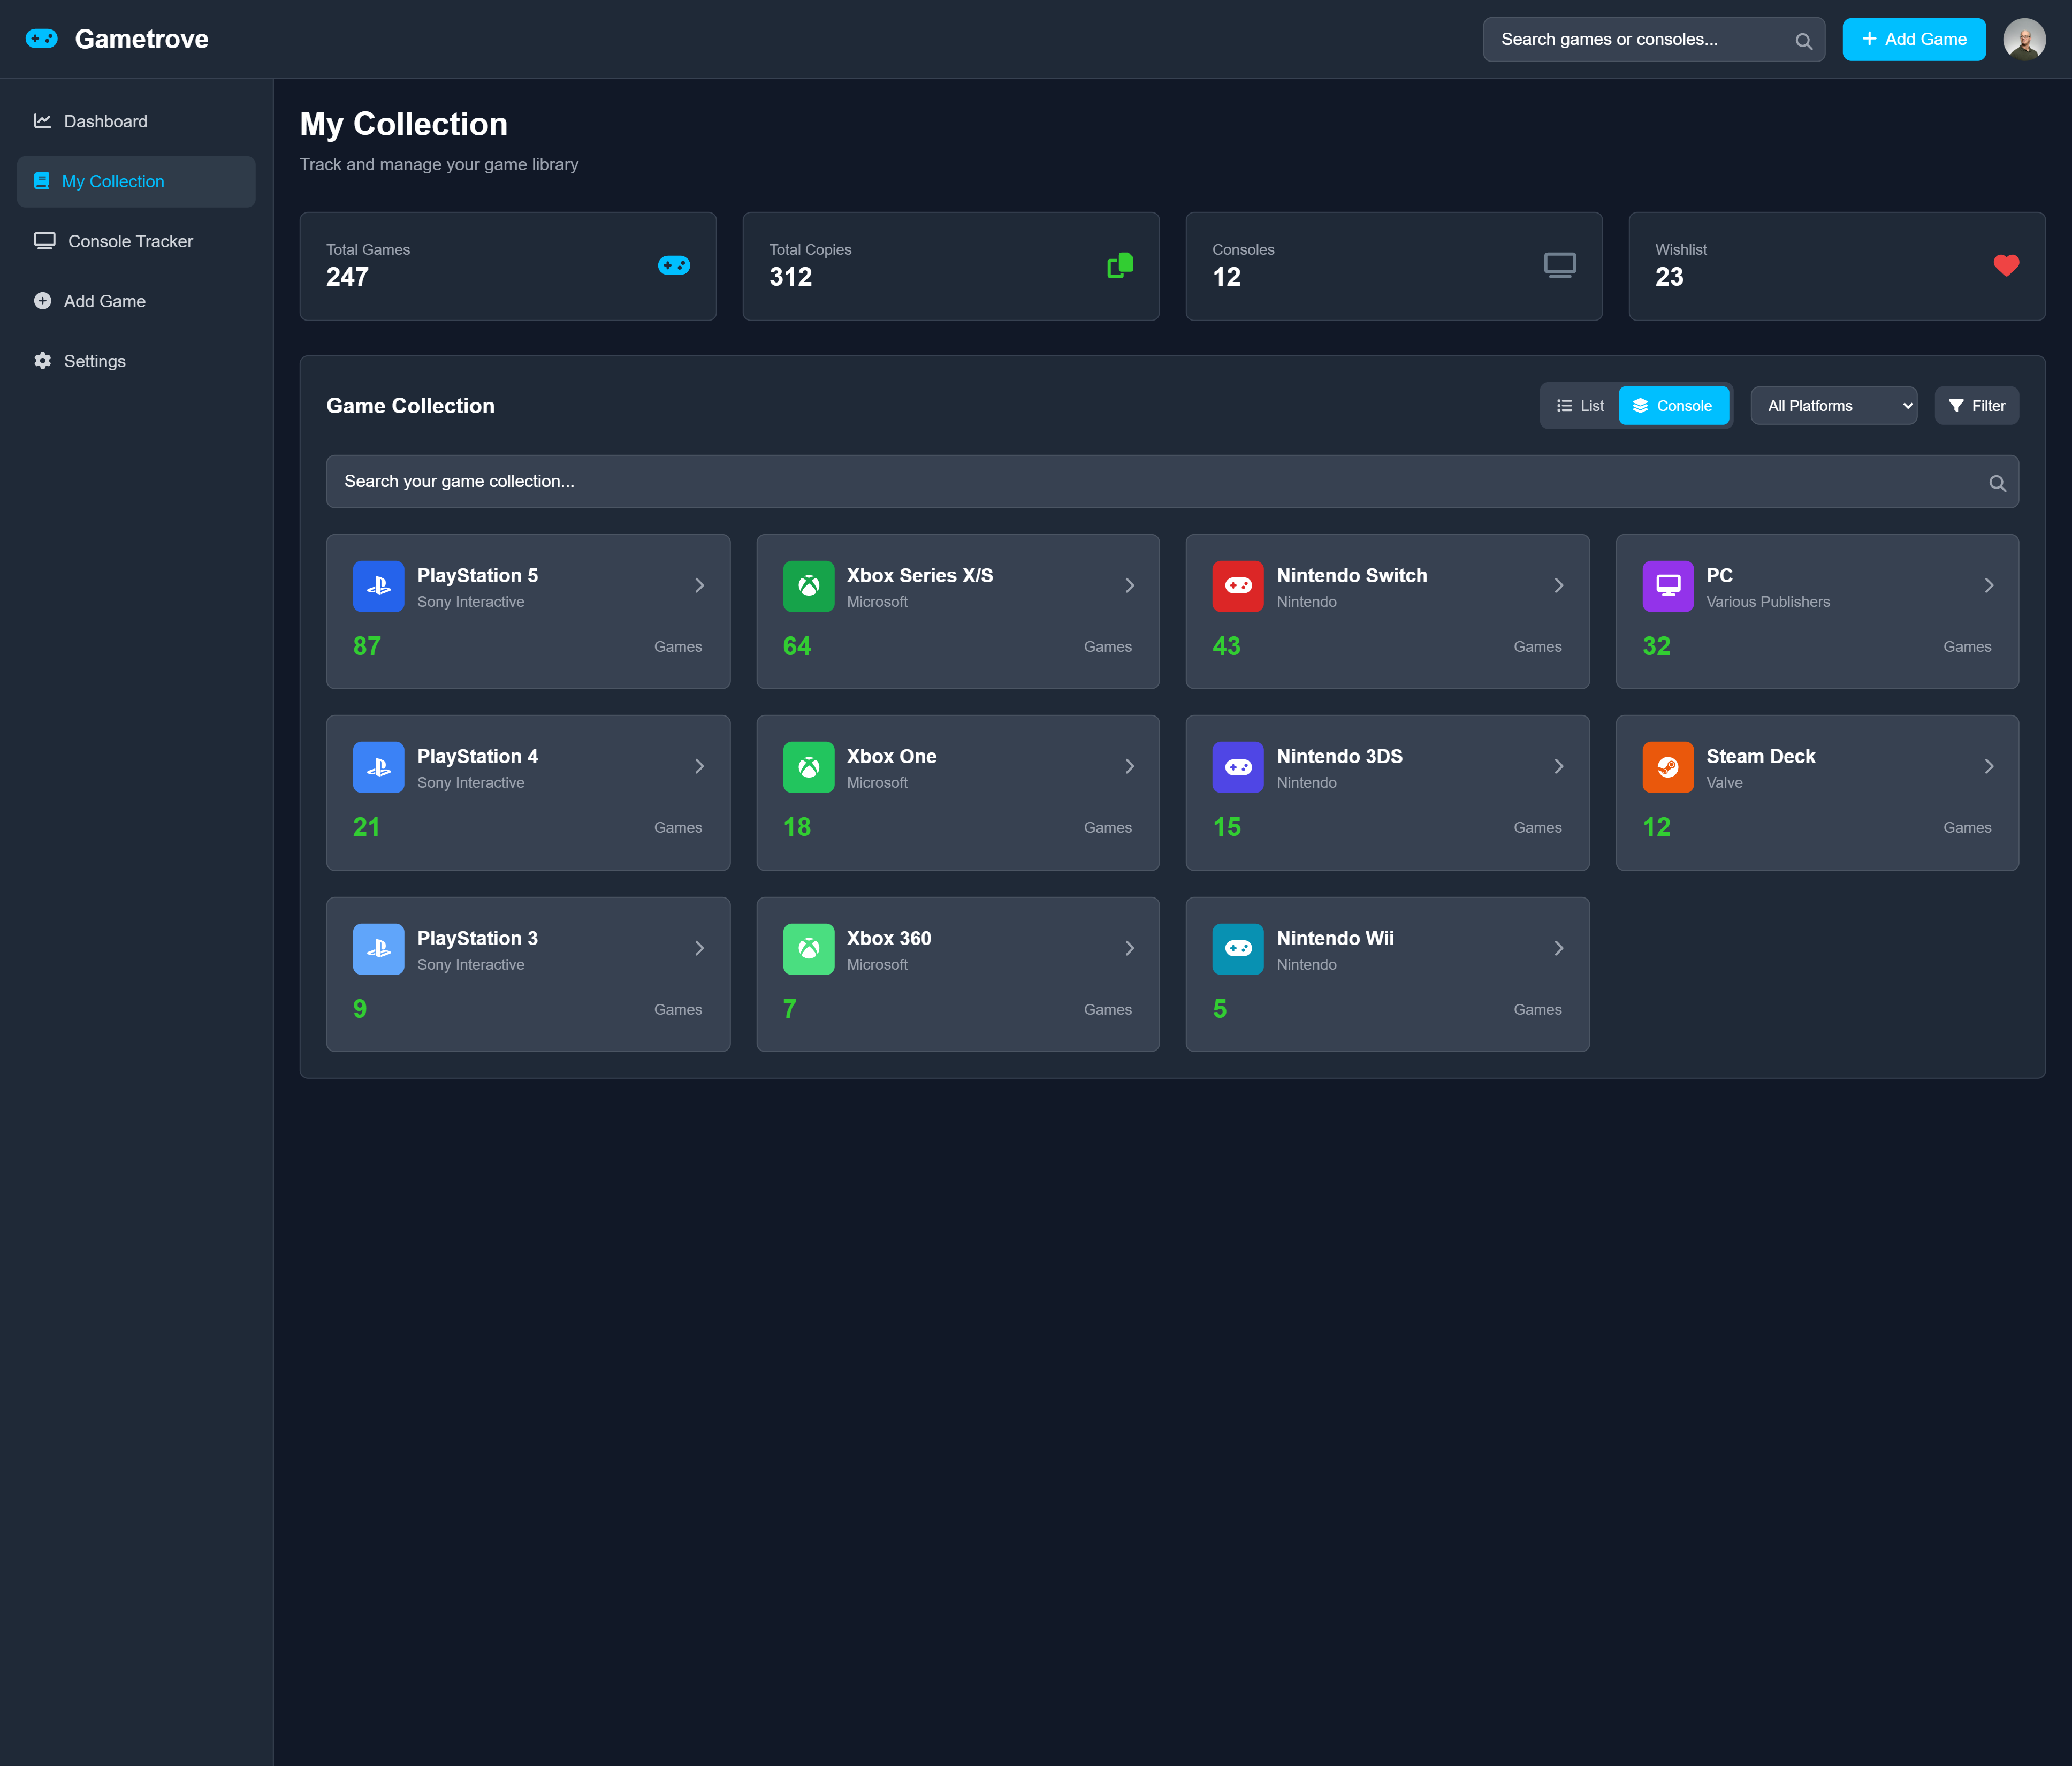 Gametrove
Search games or consoles...
Add Game
Dashboard
My Collection
Console Tracker
Add Game
Settings
My Collection
Track and manage your game library
Total Games
247
Total Copies
312
Consoles
12
Wishlist
23
Game Collection
List
Console
All Platforms
Filter
Search your game collection...
PlayStation 5
Sony Interactive
87
Games
Xbox Series X/S
Microsoft
64
Games
Nintendo Switch
Nintendo
43
Games
PC
Various Publishers
32
Games
PlayStation 4
Sony Interactive
21
Games
Xbox One
Microsoft
18
Games
Nintendo 3DS
Nintendo
15
Games
Steam Deck
Valve
12
Games
PlayStation 3
Sony Interactive
9
Games
Xbox 360
Microsoft
7
Games
Nintendo Wii
Nintendo
5
Games